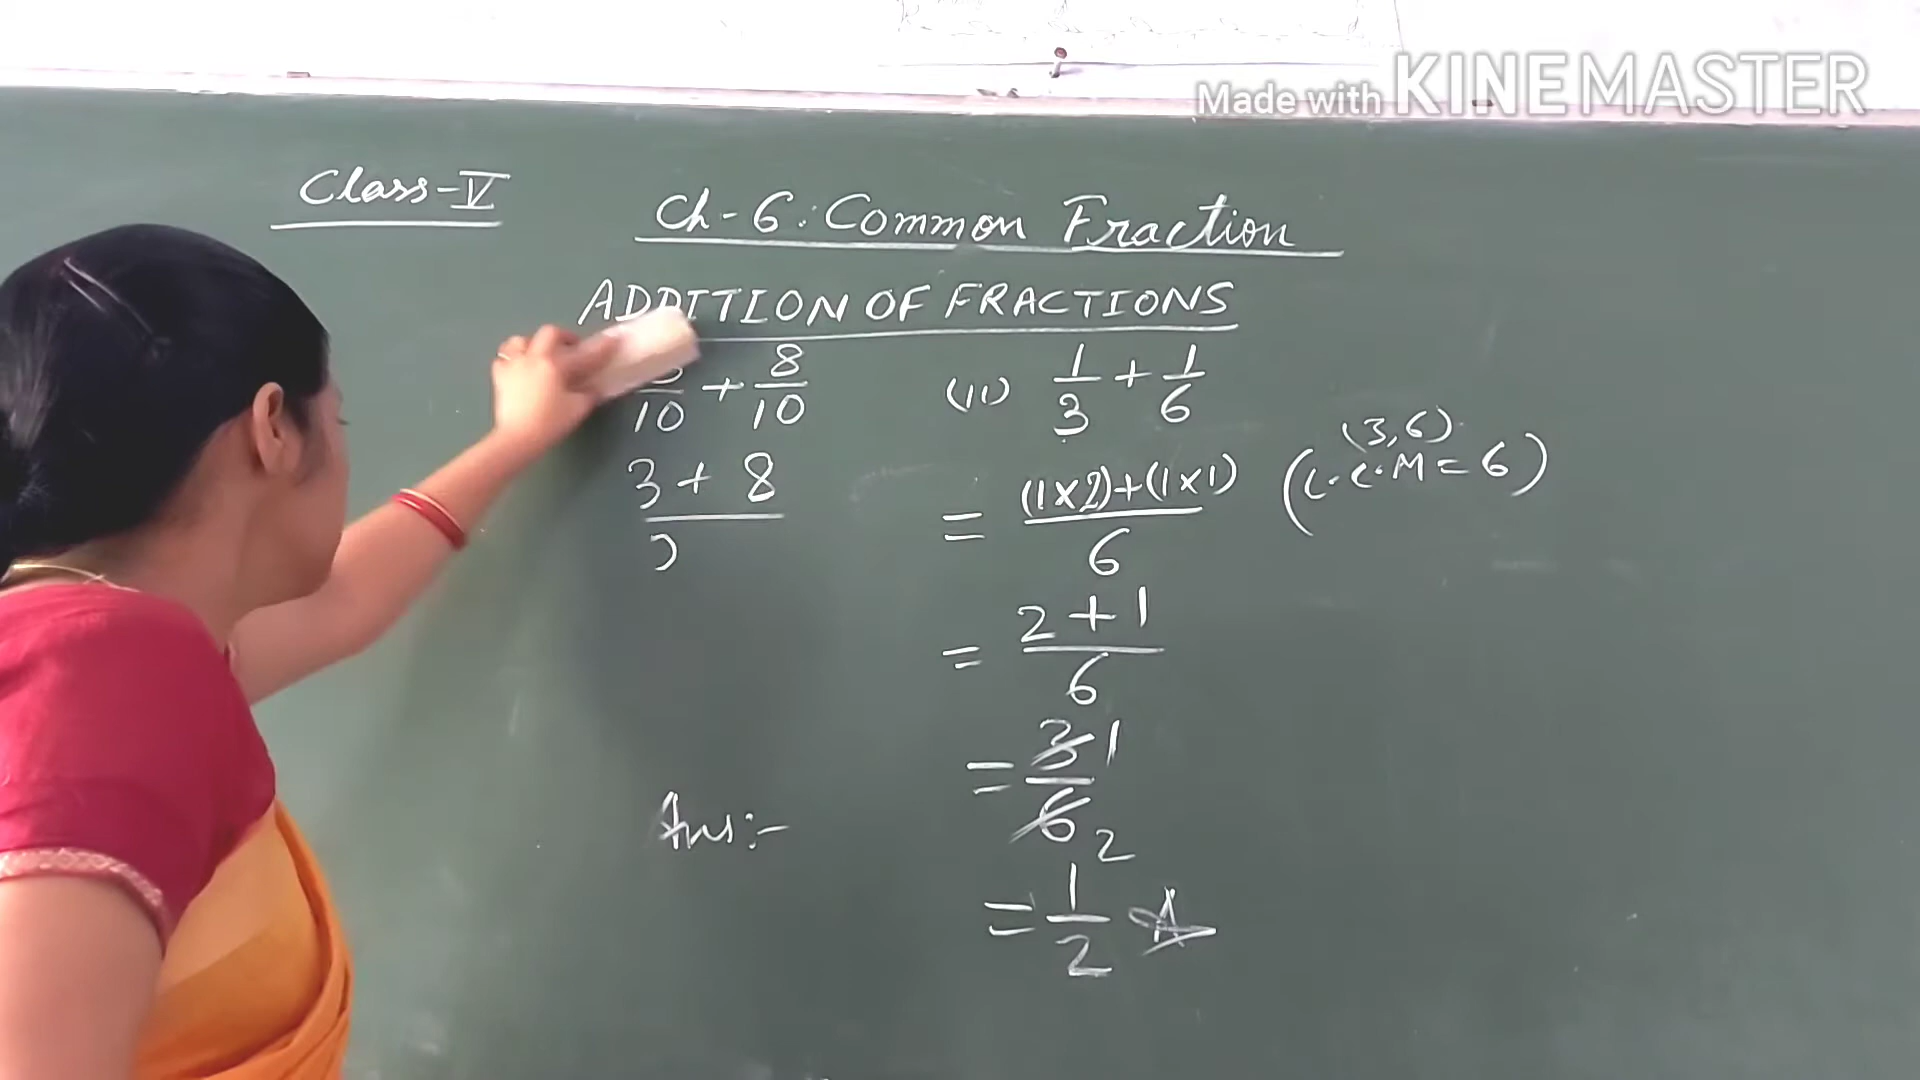 Made with KINEMASTER
Class-V
Ch-6: Common Fraction
ADDITION OF FRACTIONS
3/10 + 8/10
3 + 8
(ii) 1/3 + 1/6
(3,6)
= (1×2)+(1×1)/6 (L.C.M = 6)
= 2+1/6
= 3/6 1 2
= 1/2
Ans:-